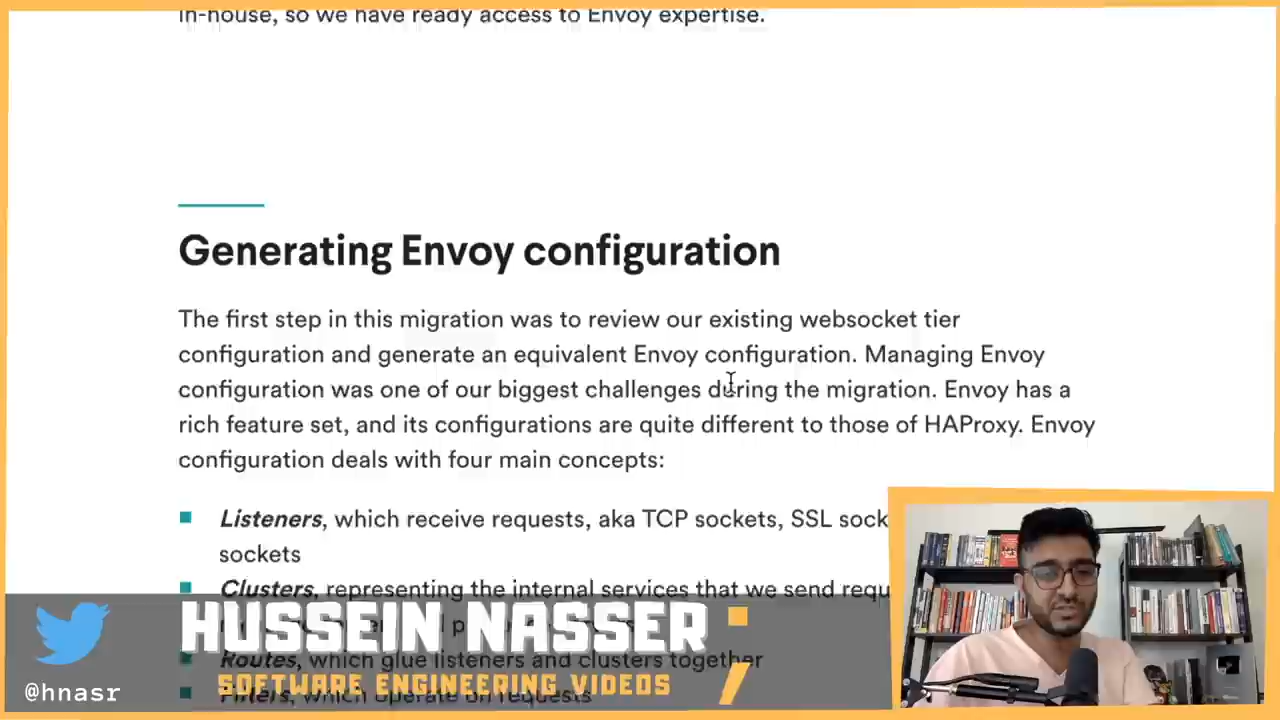 in-house, so we have ready access to Envoy expertise.
Generating Envoy configuration
The first step in this migration was to review our existing websocket tier
configuration and generate an equivalent Envoy configuration. Managing Envoy
configuration was one of our biggest challenges during the migration. Envoy has a
rich feature set, and its configurations are quite different to those of HAProxy. Envoy
configuration deals with four main concepts:
Listeners, which receive requests, aka TCP sockets, SSL sock
sockets
Clusters, representing the internal services that we send requ
Routes, which glue listeners and clusters together
Filters, which operate on requests
HUSSEIN NASSER
SOFTWARE ENGINEERING VIDEOS
@hnasr